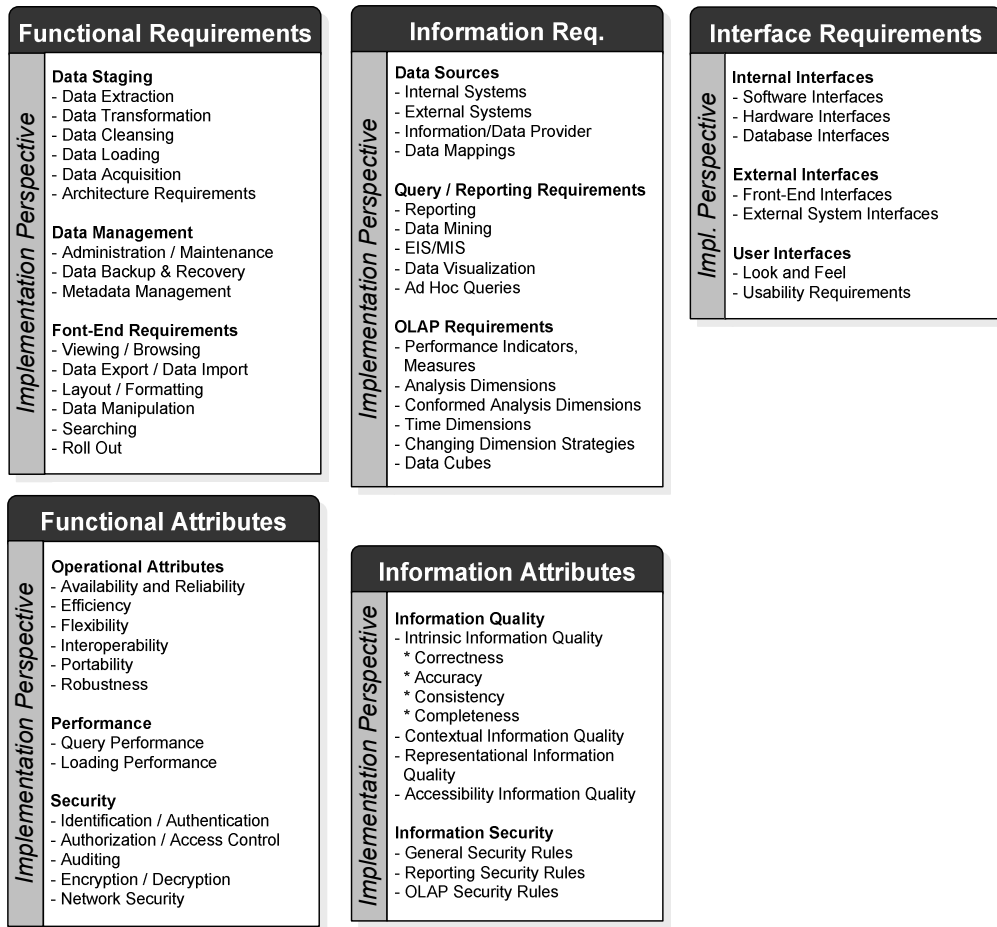 Functional Requirements
Implementation Perspective
Data Staging
- Data Extraction
- Data Transformation
- Data Cleansing
- Data Loading
- Data Acquisition
- Architecture Requirements
Data Management
- Administration / Maintenance
- Data Backup & Recovery
- Metadata Management
Font-End Requirements
- Viewing / Browsing
- Data Export / Data Import
- Layout / Formatting
- Data Manipulation
- Searching
- Roll Out
Information Req.
Implementation Perspective
Data Sources
- Internal Systems
- External Systems
- Information/Data Provider
- Data Mappings
Query / Reporting Requirements
- Reporting
- Data Mining
- EIS/MIS
- Data Visualization
- Ad Hoc Queries
OLAP Requirements
- Performance Indicators,
Measures
- Analysis Dimensions
- Conformed Analysis Dimensions
- Time Dimensions
- Changing Dimension Strategies
- Data Cubes
Interface Requirements
Impl. Perspective
Internal Interfaces
- Software Interfaces
- Hardware Interfaces
- Database Interfaces
External Interfaces
- Front-End Interfaces
- External System Interfaces
User Interfaces
- Look and Feel
- Usability Requirements
Functional Attributes
Implementation Perspective
Operational Attributes
- Availability and Reliability
- Efficiency
- Flexibility
- Interoperability
- Portability
- Robustness
Performance
- Query Performance
- Loading Performance
Security
- Identification / Authentication
- Authorization / Access Control
- Auditing
- Encryption / Decryption
- Network Security
Information Attributes
Implementation Perspective
Information Quality
- Intrinsic Information Quality
* Correctness
* Accuracy
* Consistency
* Completeness
- Contextual Information Quality
- Representational Information
Quality
- Accessibility Information Quality
Information Security
- General Security Rules
- Reporting Security Rules
- OLAP Security Rules